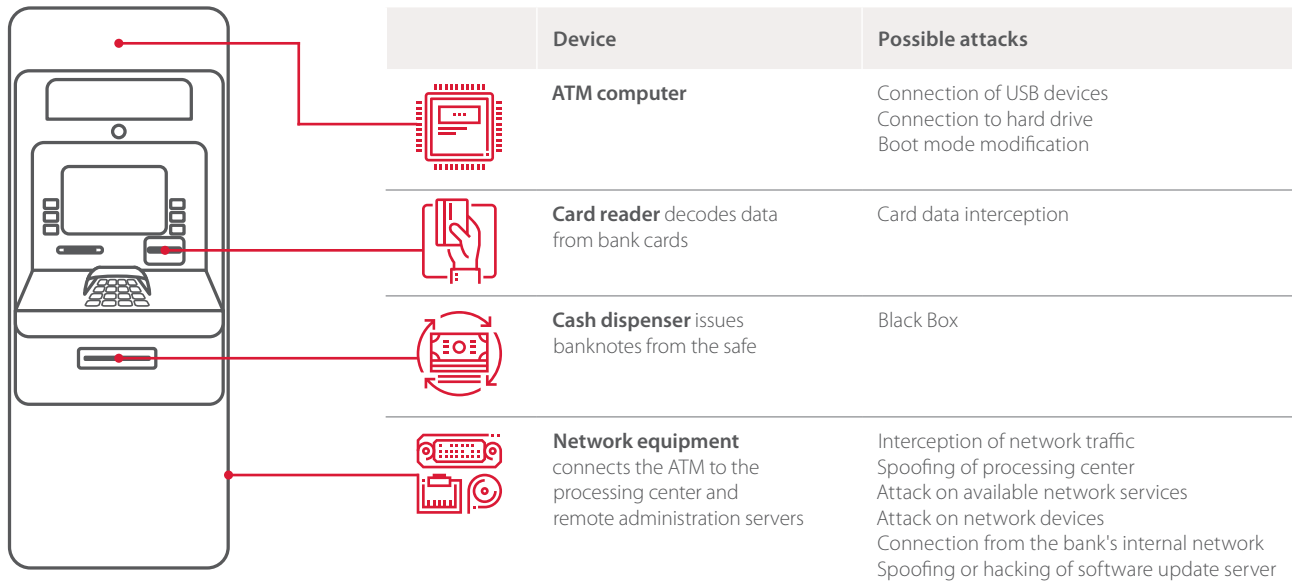 Device
Possible attacks
ATM computer
Connection of USB devices
Connection to hard drive
Boot mode modification
Card reader decodes data
from bank cards
Card data interception
Cash dispenser issues
banknotes from the safe
Black Box
Network equipment
connects the ATM to the
processing center and
remote administration servers
Interception of network traffic
Spoofing of processing center
Attack on available network services
Attack on network devices
Connection from the bank's internal network
Spoofing or hacking of software update server